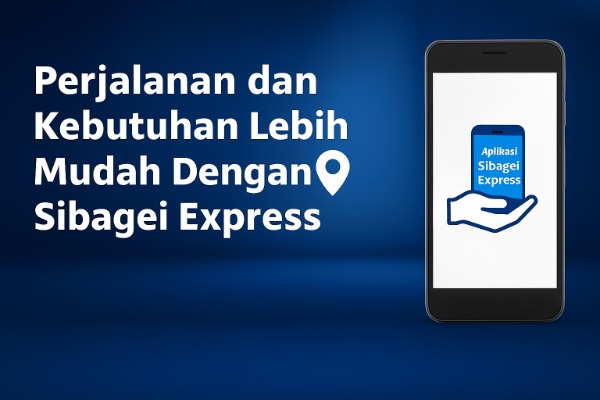 Perjalanan dan
Kebutuhan Lebih
Mudah Dengan
Sibagei Express
Aplikasi
Sibagei
Express